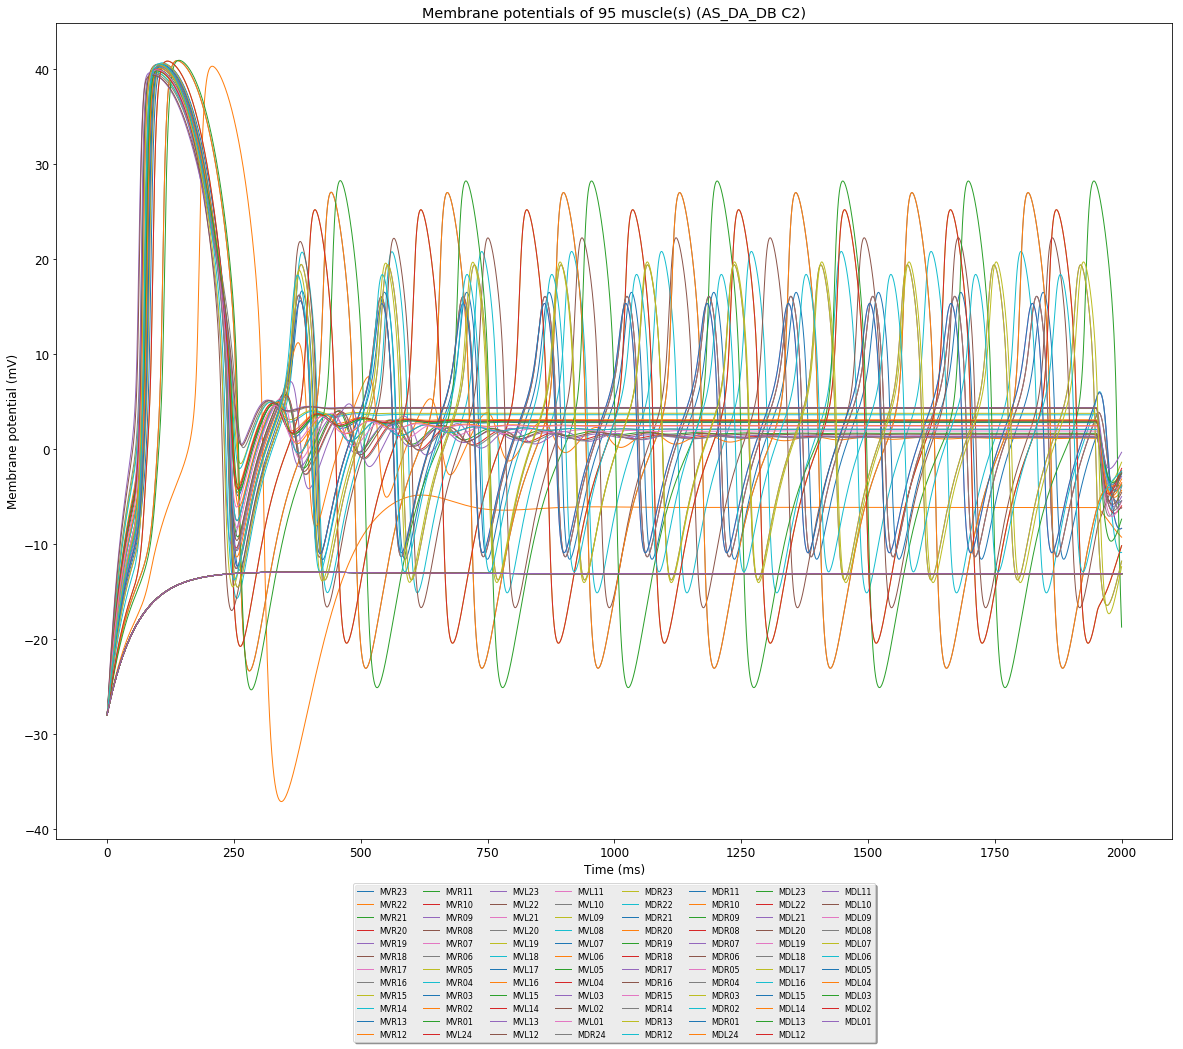 Membrane potentials of 95 muscle(s) (AS_DA_DB C2)
Membrane potential (mV)
40
30
20
10
0
−10
−20
−30
−40
0 250 500 750 1000 1250 1500 1750 2000
Time (ms)
MVR23 MVR11 MVL23 MVL11 MDR23 MDR11 MDL23 MDL11
MVR22 MVR10 MVL22 MVL10 MDR22 MDR10 MDL22 MDL10
MVR21 MVR09 MVL21 MVL09 MDR21 MDR09 MDL21 MDL09
MVR20 MVR08 MVL20 MVL08 MDR20 MDR08 MDL20 MDL08
MVR19 MVR07 MVL19 MVL07 MDR19 MDR07 MDL19 MDL07
MVR18 MVR06 MVL18 MVL06 MDR18 MDR06 MDL18 MDL06
MVR17 MVR05 MVL17 MVL05 MDR17 MDR05 MDL17 MDL05
MVR16 MVR04 MVL16 MVL04 MDR16 MDR04 MDL16 MDL04
MVR15 MVR03 MVL15 MVL03 MDR15 MDR03 MDL15 MDL03
MVR14 MVR02 MVL14 MVL02 MDR14 MDR02 MDL14 MDL02
MVR13 MVR01 MVL13 MVL01 MDR13 MDR01 MDL13 MDL01
MVR12 MVL24 MVL12 MDR24 MDR12 MDL24 MDL12